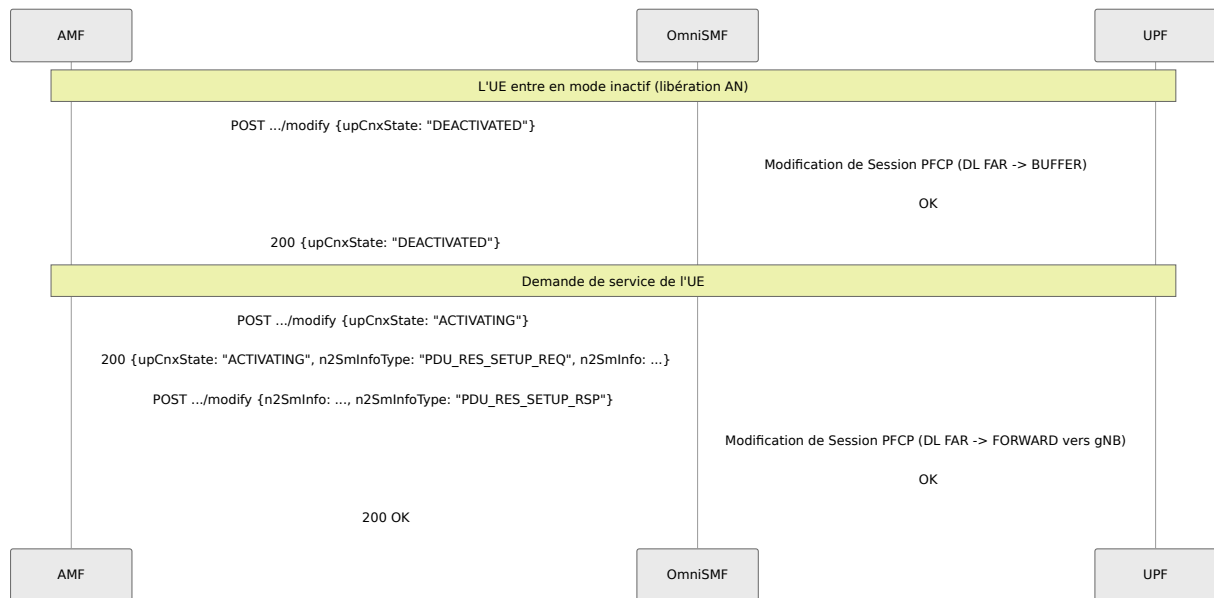 AMF
OmniSMF
UPF
L'UE entre en mode inactif (libération AN)
POST .../modify {upCnxState: "DEACTIVATED"}
Modification de Session PFCP (DL FAR -> BUFFER)
OK
200 {upCnxState: "DEACTIVATED"}
Demande de service de l'UE
POST .../modify {upCnxState: "ACTIVATING"}
200 {upCnxState: "ACTIVATING", n2SmInfoType: "PDU_RES_SETUP_REQ", n2SmInfo: ...}
POST .../modify {n2SmInfo: ..., n2SmInfoType: "PDU_RES_SETUP_RSP"}
Modification de Session PFCP (DL FAR -> FORWARD vers gNB)
OK
200 OK
AMF
OmniSMF
UPF